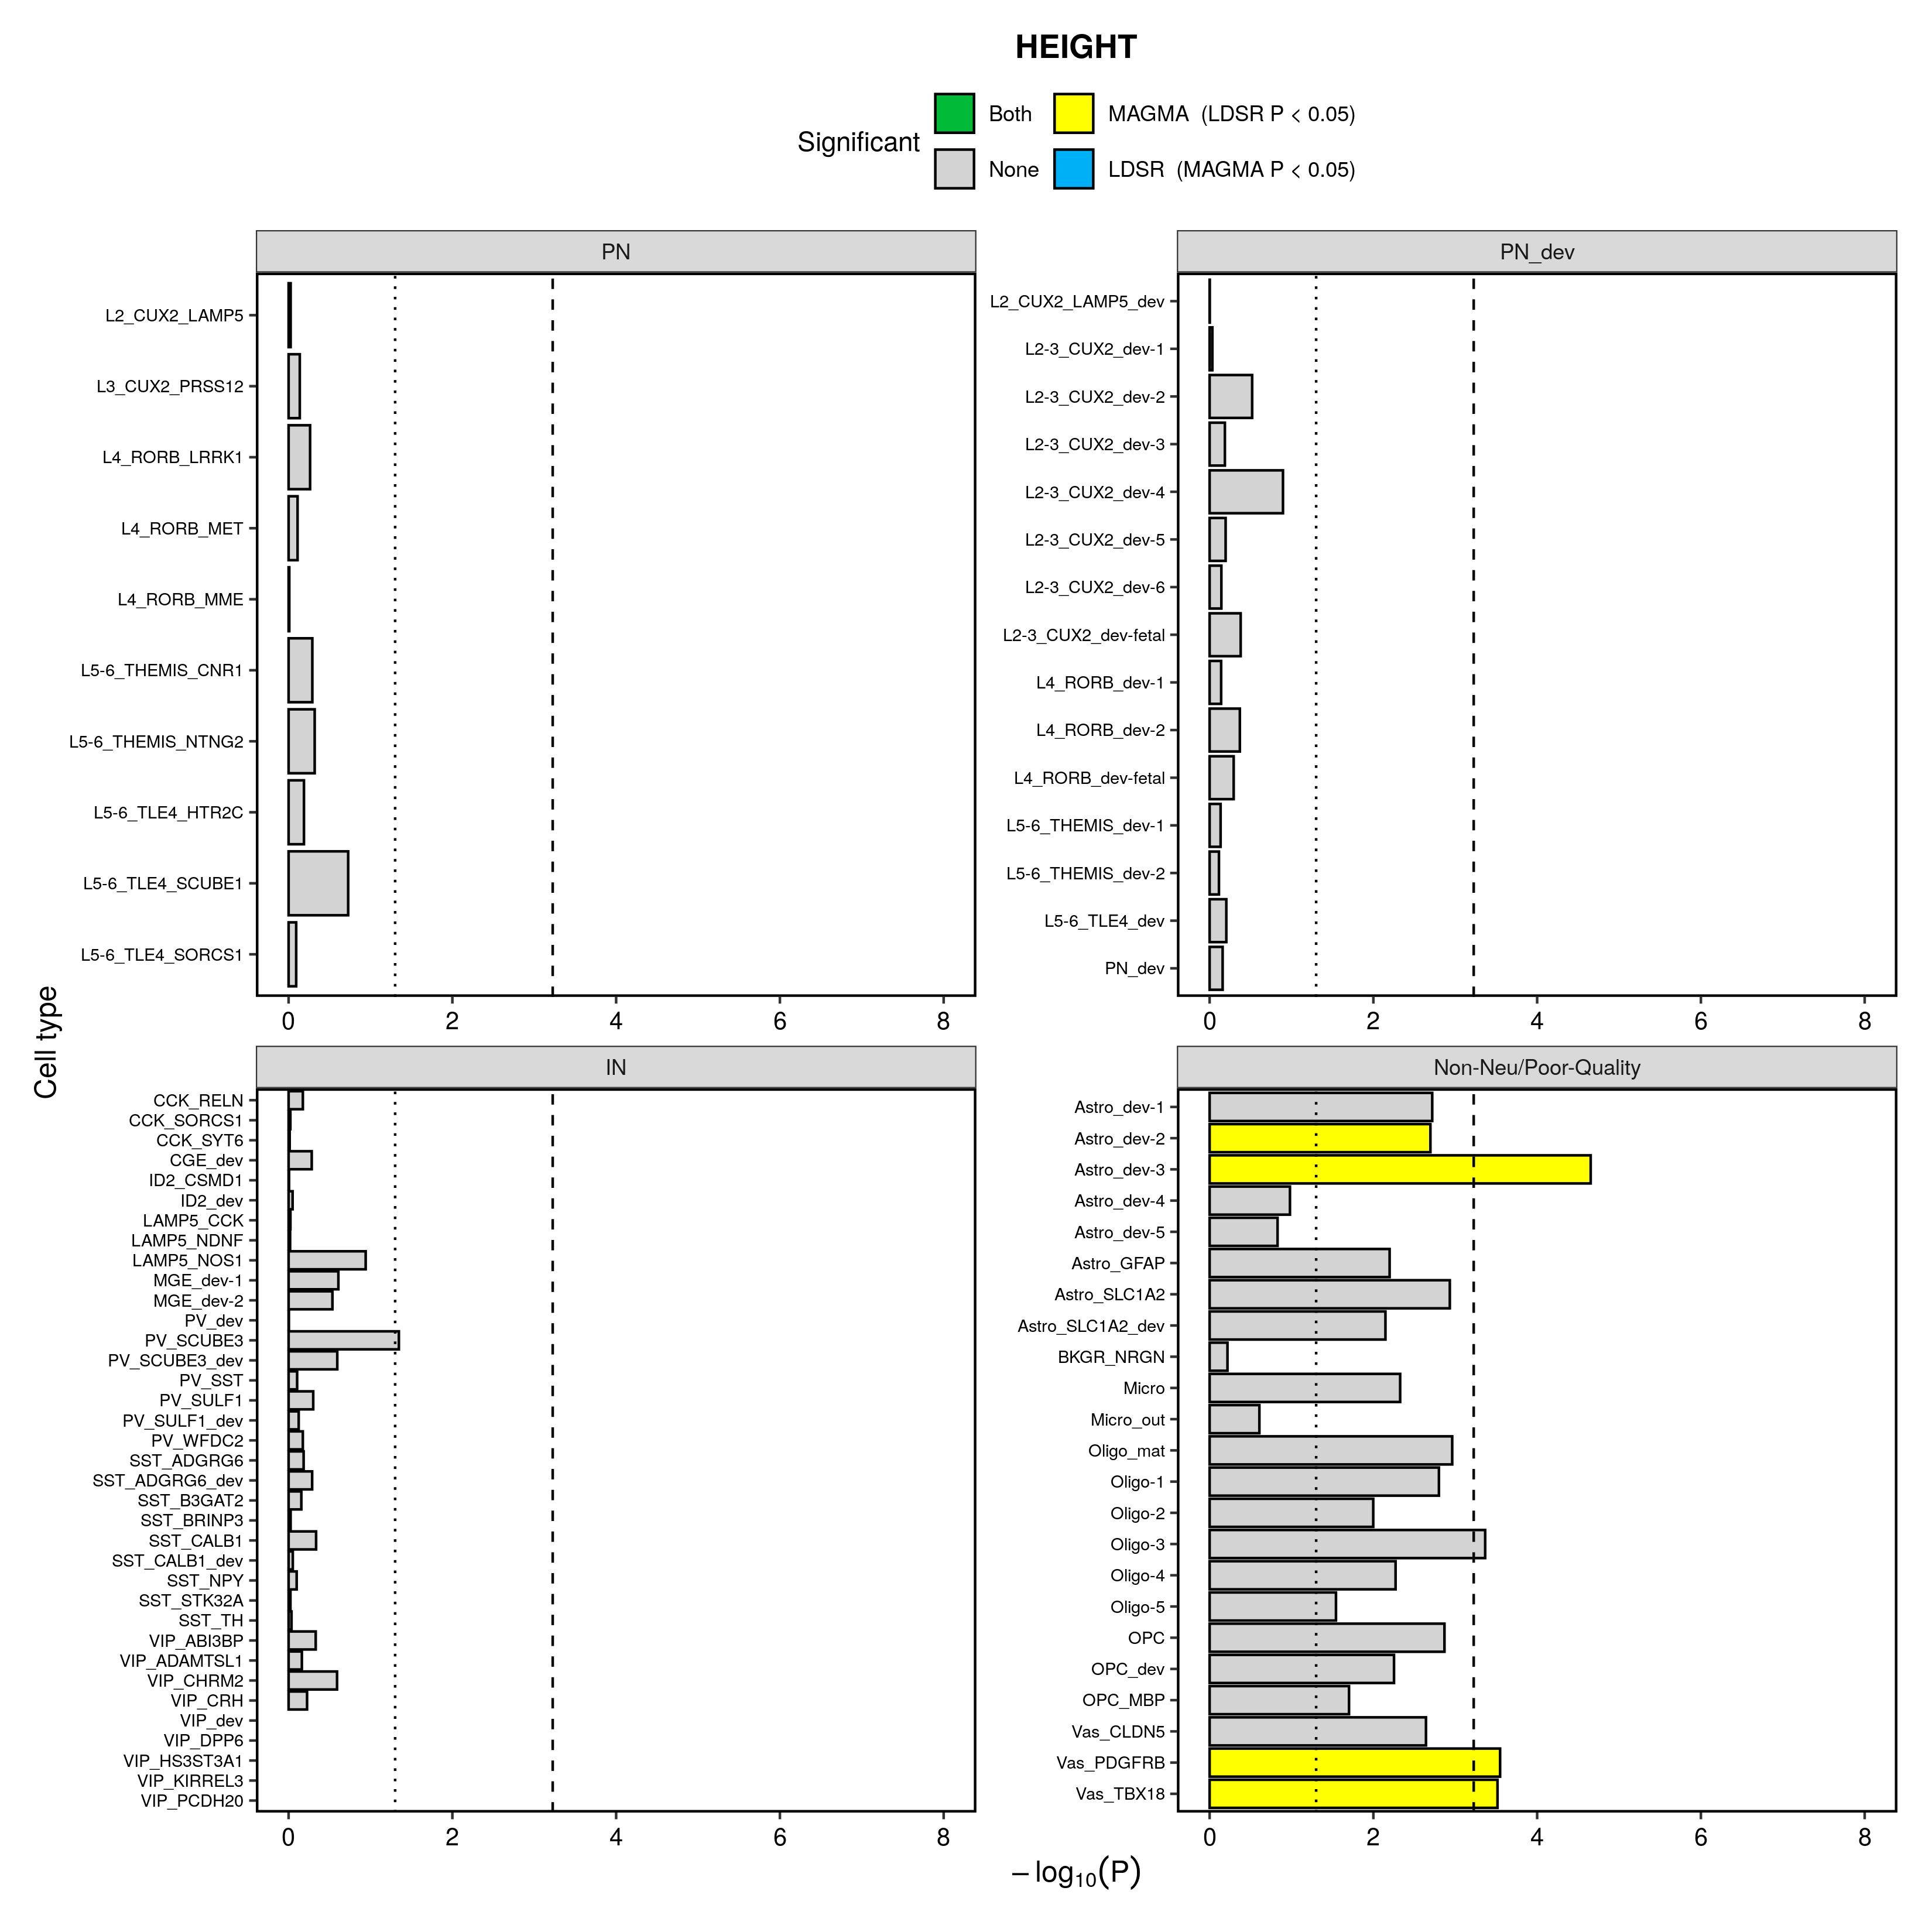 HEIGHT
Significant
Both
MAGMA (LDSR P < 0.05)
None
LDSR (MAGMA P < 0.05)
PN
L2_CUX2_LAMP5
L3_CUX2_PRSS12
L4_RORB_LRRK1
L4_RORB_MET
L4_RORB_MME
L5-6_THEMIS_CNR1
L5-6_THEMIS_NTNG2
L5-6_TLE4_HTR2C
L5-6_TLE4_SCUBE1
L5-6_TLE4_SORCS1
0 2 4 6 8
PN_dev
L2_CUX2_LAMP5_dev
L2-3_CUX2_dev-1
L2-3_CUX2_dev-2
L2-3_CUX2_dev-3
L2-3_CUX2_dev-4
L2-3_CUX2_dev-5
L2-3_CUX2_dev-6
L2-3_CUX2_dev-fetal
L4_RORB_dev-1
L4_RORB_dev-2
L4_RORB_dev-fetal
L5-6_THEMIS_dev-1
L5-6_THEMIS_dev-2
L5-6_TLE4_dev
PN_dev
0 2 4 6 8
Cell type
IN
CCK_RELN
CCK_SORCS1
CCK_SYT6
CGE_dev
ID2_CSMD1
ID2_dev
LAMP5_CCK
LAMP5_NDNF
LAMP5_NOS1
MGE_dev-1
MGE_dev-2
PV_dev
PV_SCUBE3
PV_SCUBE3_dev
PV_SST
PV_SULF1
PV_SULF1_dev
PV_WFDC2
SST_ADGRG6
SST_ADGRG6_dev
SST_B3GAT2
SST_BRINP3
SST_CALB1
SST_CALB1_dev
SST_NPY
SST_STK32A
SST_TH
VIP_ABI3BP
VIP_ADAMTSL1
VIP_CHRM2
VIP_CRH
VIP_dev
VIP_DPP6
VIP_HS3ST3A1
VIP_KIRREL3
VIP_PCDH20
0 2 4 6 8
Non-Neu/Poor-Quality
Astro_dev-1
Astro_dev-2
Astro_dev-3
Astro_dev-4
Astro_dev-5
Astro_GFAP
Astro_SLC1A2
Astro_SLC1A2_dev
BKGR_NRGN
Micro
Micro_out
Oligo_mat
Oligo-1
Oligo-2
Oligo-3
Oligo-4
Oligo-5
OPC
OPC_dev
OPC_MBP
Vas_CLDN5
Vas_PDGFRB
Vas_TBX18
0 2 4 6 8
−log₁₀(P)